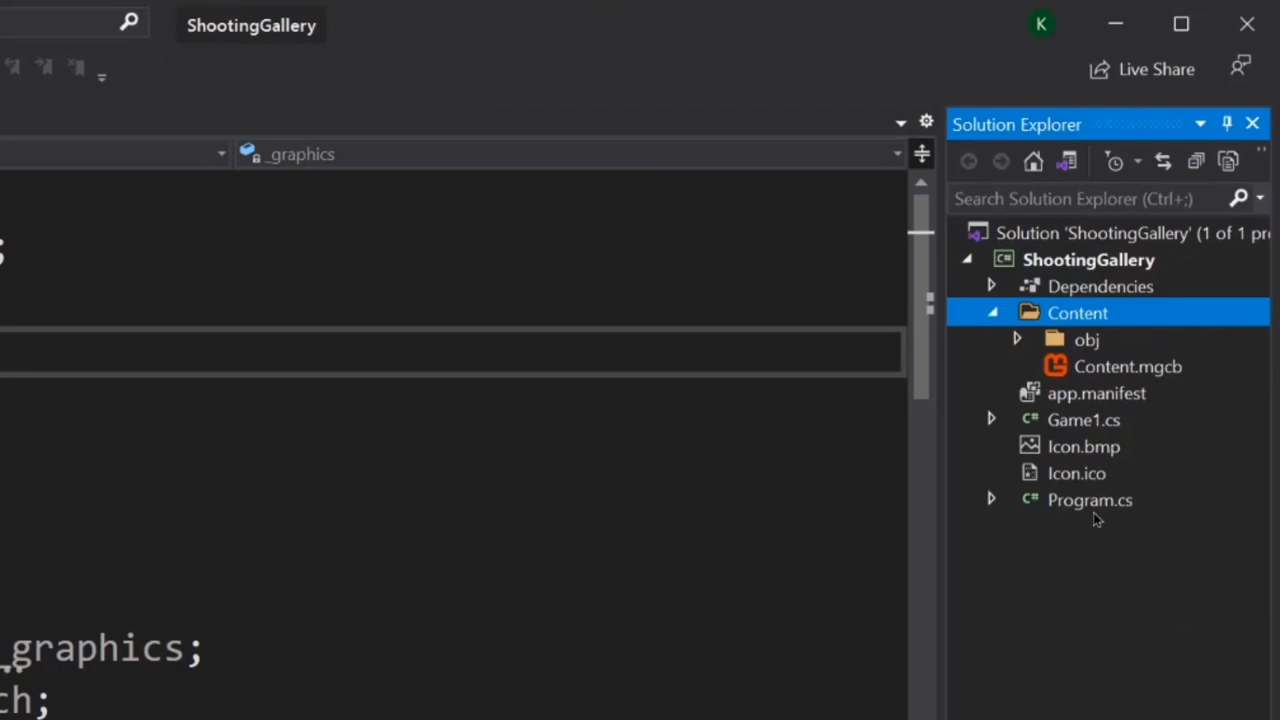 ShootingGallery
K
Live Share
Solution Explorer
_graphics
Search Solution Explorer (Ctrl+;)
;
Solution 'ShootingGallery' (1 of 1 pr
C# ShootingGallery
Dependencies
Content
obj
Content.mgcb
app.manifest
C# Game1.cs
Icon.bmp
Icon.ico
C# Program.cs
_graphics;
ch;